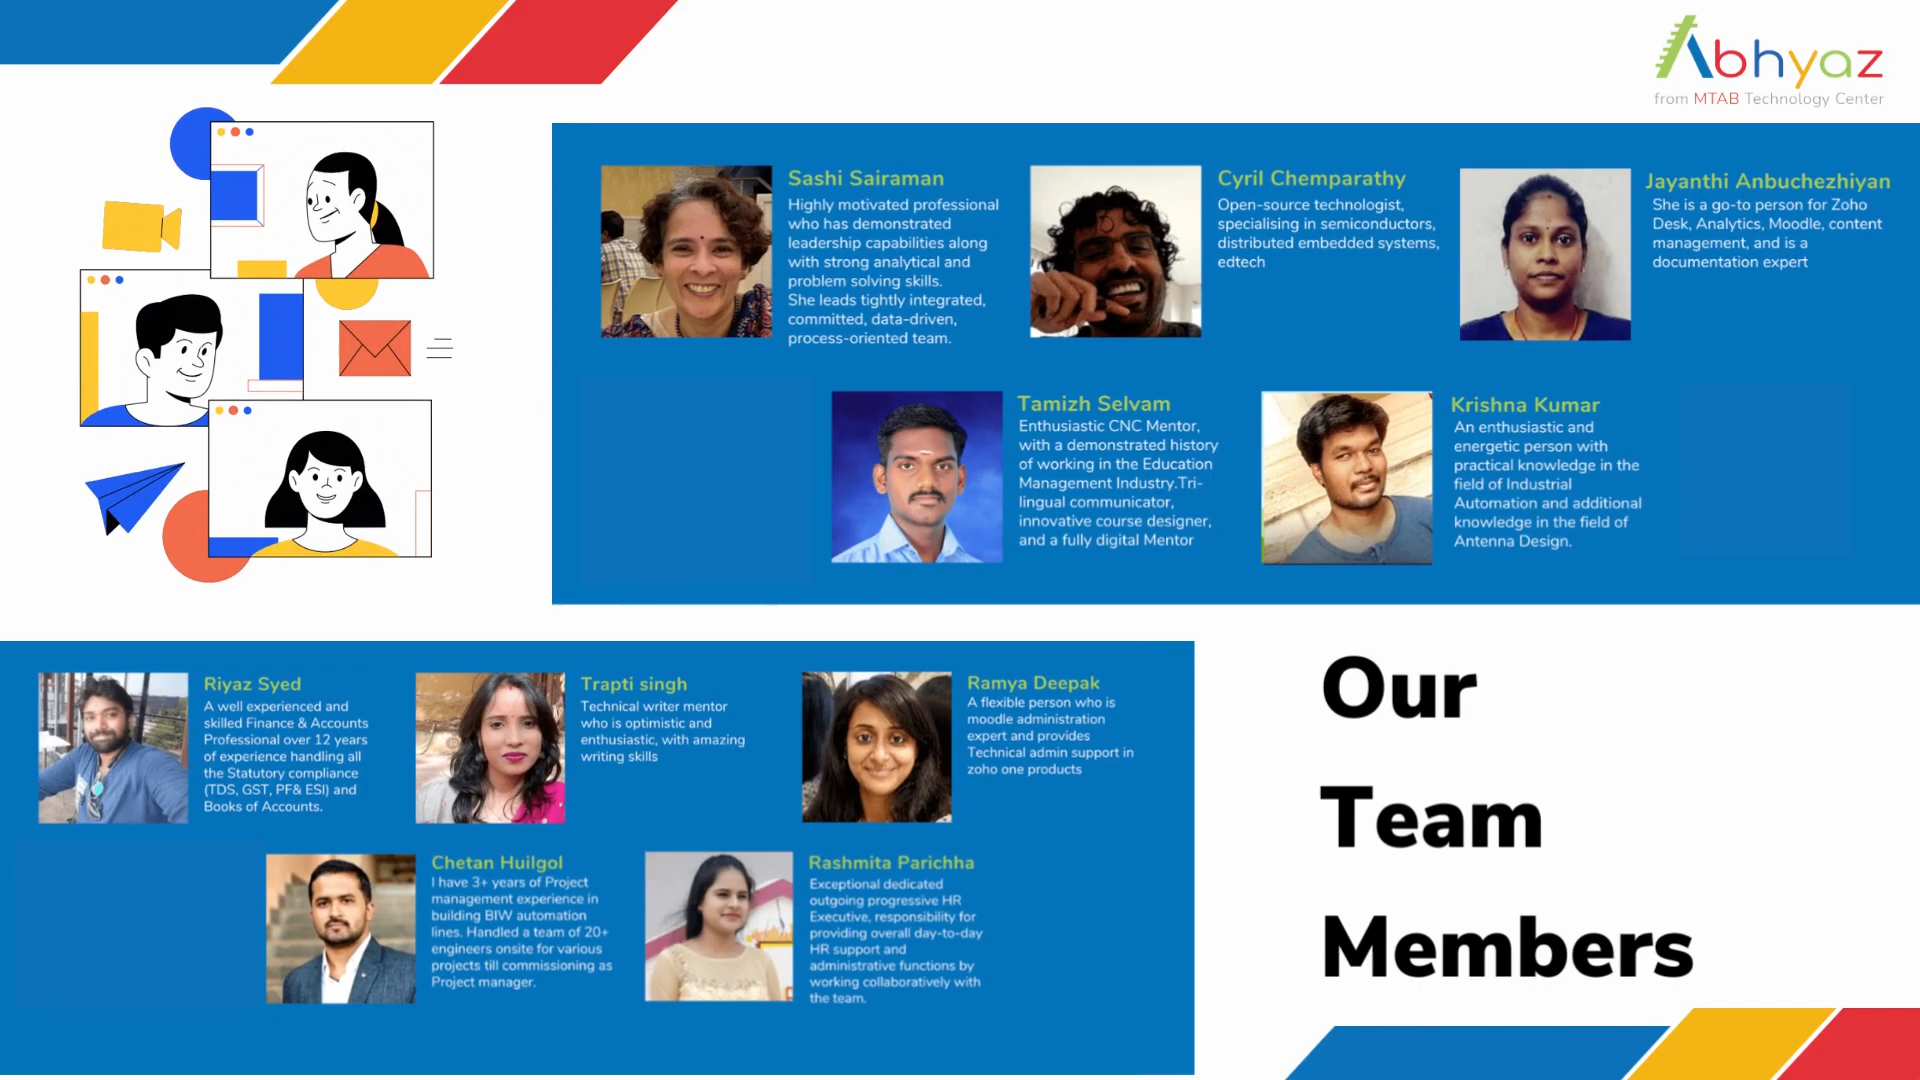 Abhyaz
from MTAB Technology Center
Sashi Sairaman
Highly motivated professional
who has demonstrated
leadership capabilities along
with strong analytical and
problem solving skills.
She leads tightly integrated,
committed, data-driven,
process-oriented team.
Cyril Chemparathy
Open-source technologist,
specialising in semiconductors,
distributed embedded systems,
edtech
Jayanthi Anbuchezhiyan
She is a go-to person for Zoho
Desk, Analytics, Moodle, content
management, and is a
documentation expert
Tamizh Selvam
Enthusiastic CNC Mentor,
with a demonstrated history
of working in the Education
Management Industry.Tri-
lingual communicator,
innovative course designer,
and a fully digital Mentor
Krishna Kumar
An enthusiastic and
energetic person with
practical knowledge in the
field of Industrial
Automation and additional
knowledge in the field of
Antenna Design.
Riyaz Syed
A well experienced and
skilled Finance & Accounts
Professional over 12 years
of experience handling all
the Statutory compliance
(TDS, GST, PF& ESI) and
Books of Accounts.
Trapti singh
Technical writer mentor
who is optimistic and
enthusiastic, with amazing
writing skills
Ramya Deepak
A flexible person who is
moodle administration
expert and provides
Technical admin support in
zoho one products
Chetan Huilgol
I have 3+ years of Project
management experience in
building BIW automation
lines. Handled a team of 20+
engineers onsite for various
projects till commissioning as
Project manager.
Rashmita Parichha
Exceptional dedicated
outgoing progressive HR
Executive, responsibility for
providing overall day-to-day
HR support and
administrative functions by
working collaboratively with
the team.
Our
Team
Members